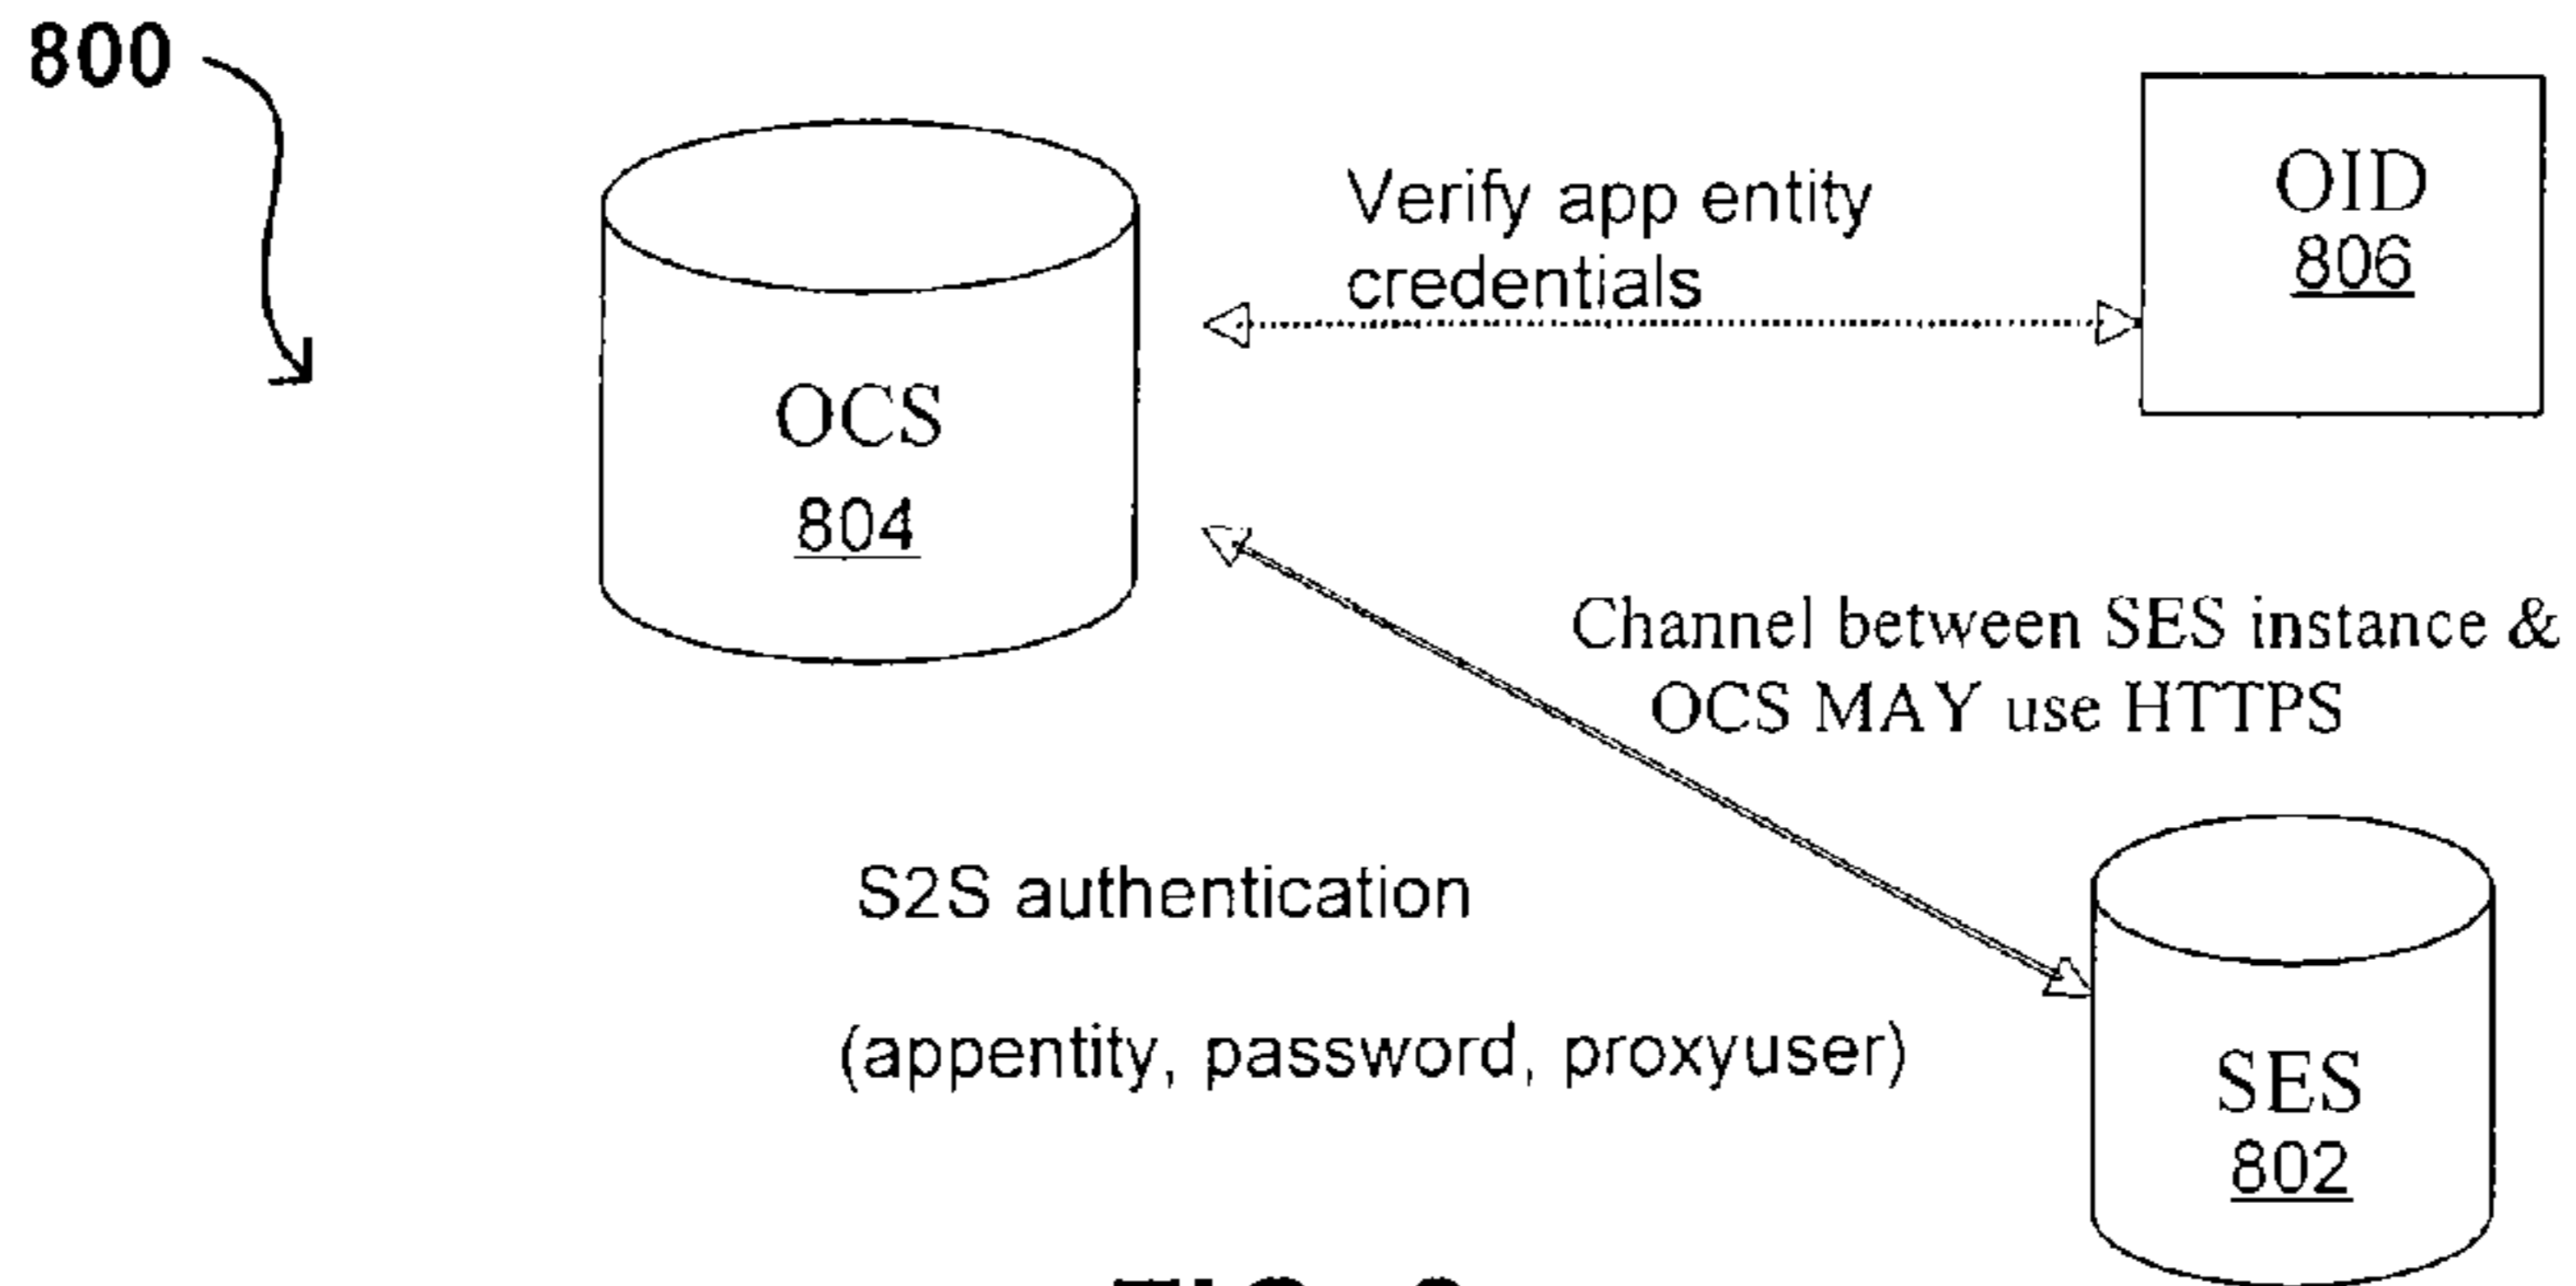 800
OID
806
Verify app entity
credentials
OCS
804
Channel between SES instance &
OCS MAY use HTTPS
S2S authentication
(appentity, password, proxyuser)
SES
802